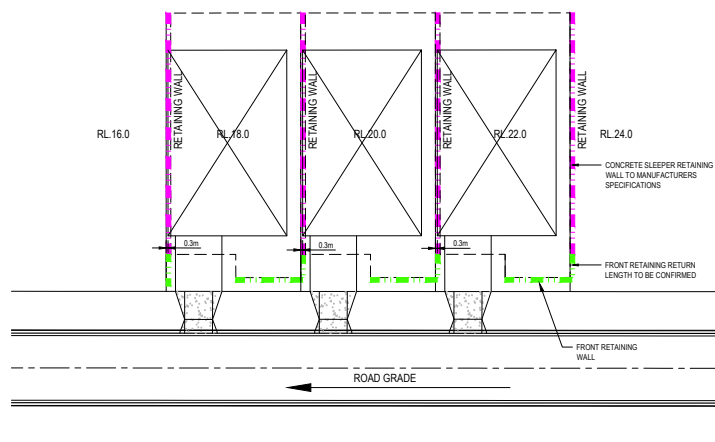 RETAINING WALL
RETAINING WALL
RETAINING WALL
RETAINING WALL
RL.16.0
RL.18.0
RL.20.0
RL.22.0
RL.24.0
CONCRETE SLEEPER RETAINING
WALL TO MANUFACTURERS
SPECIFICATIONS
0.3m
0.3m
0.3m
FRONT RETAINING RETURN
LENGTH TO BE CONFIRMED
FRONT RETAINING
WALL
ROAD GRADE